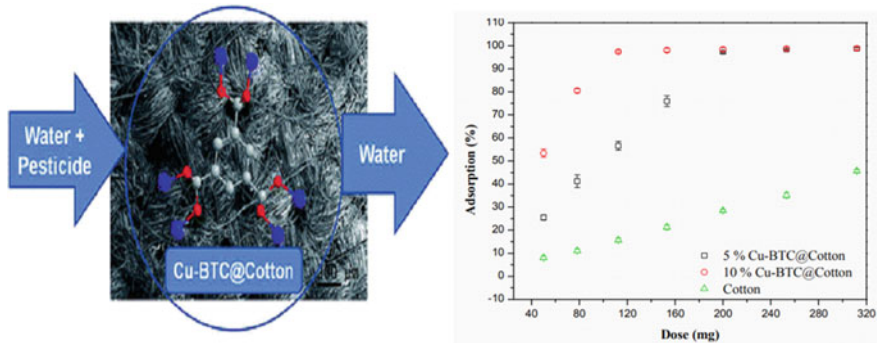 Water +
Pesticide
Cu-BTC@Cotton
Water
Adsorption (%)
100
90
80
70
60
50
40
30
20
10
0
-10
40 80 120 160 200 240 280 320
Dose (mg)
5 % Cu-BTC@Cotton
10 % Cu-BTC@Cotton
Cotton